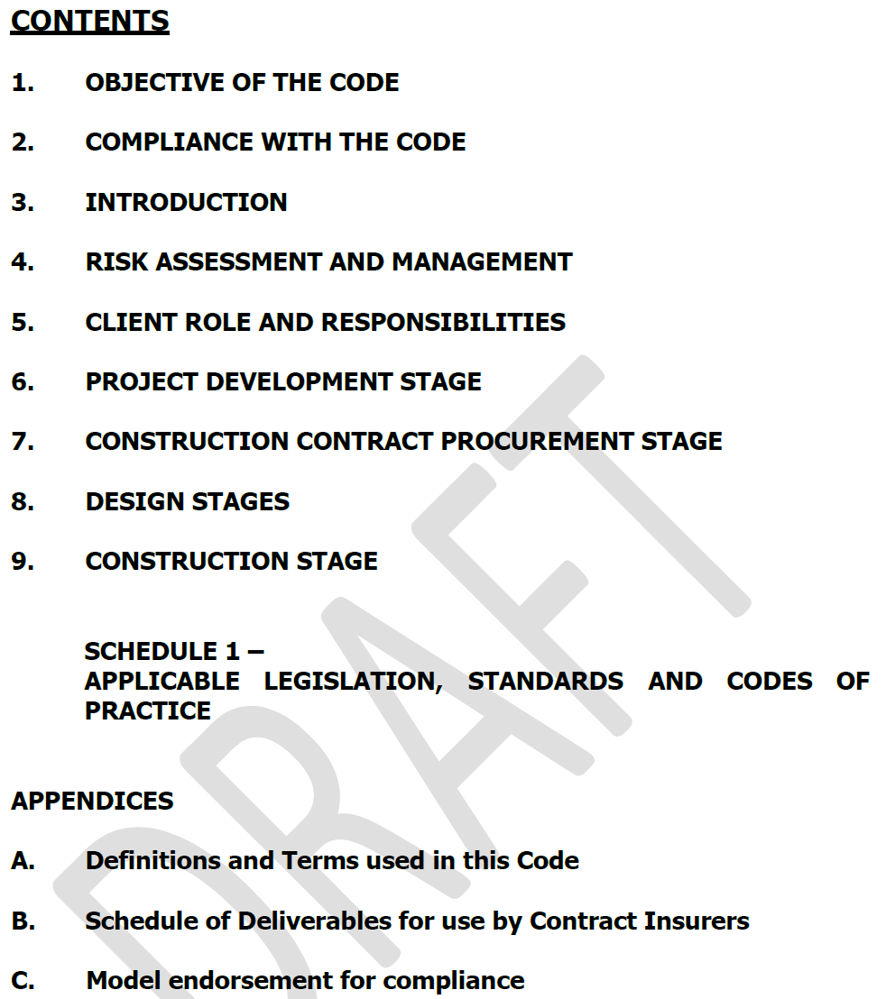 CONTENTS
1. OBJECTIVE OF THE CODE
2. COMPLIANCE WITH THE CODE
3. INTRODUCTION
4. RISK ASSESSMENT AND MANAGEMENT
5. CLIENT ROLE AND RESPONSIBILITIES
6. PROJECT DEVELOPMENT STAGE
7. CONSTRUCTION CONTRACT PROCUREMENT STAGE
8. DESIGN STAGES
9. CONSTRUCTION STAGE
SCHEDULE 1 –
APPLICABLE LEGISLATION, STANDARDS AND CODES OF
PRACTICE
APPENDICES
A. Definitions and Terms used in this Code
B. Schedule of Deliverables for use by Contract Insurers
C. Model endorsement for compliance
DRAFT